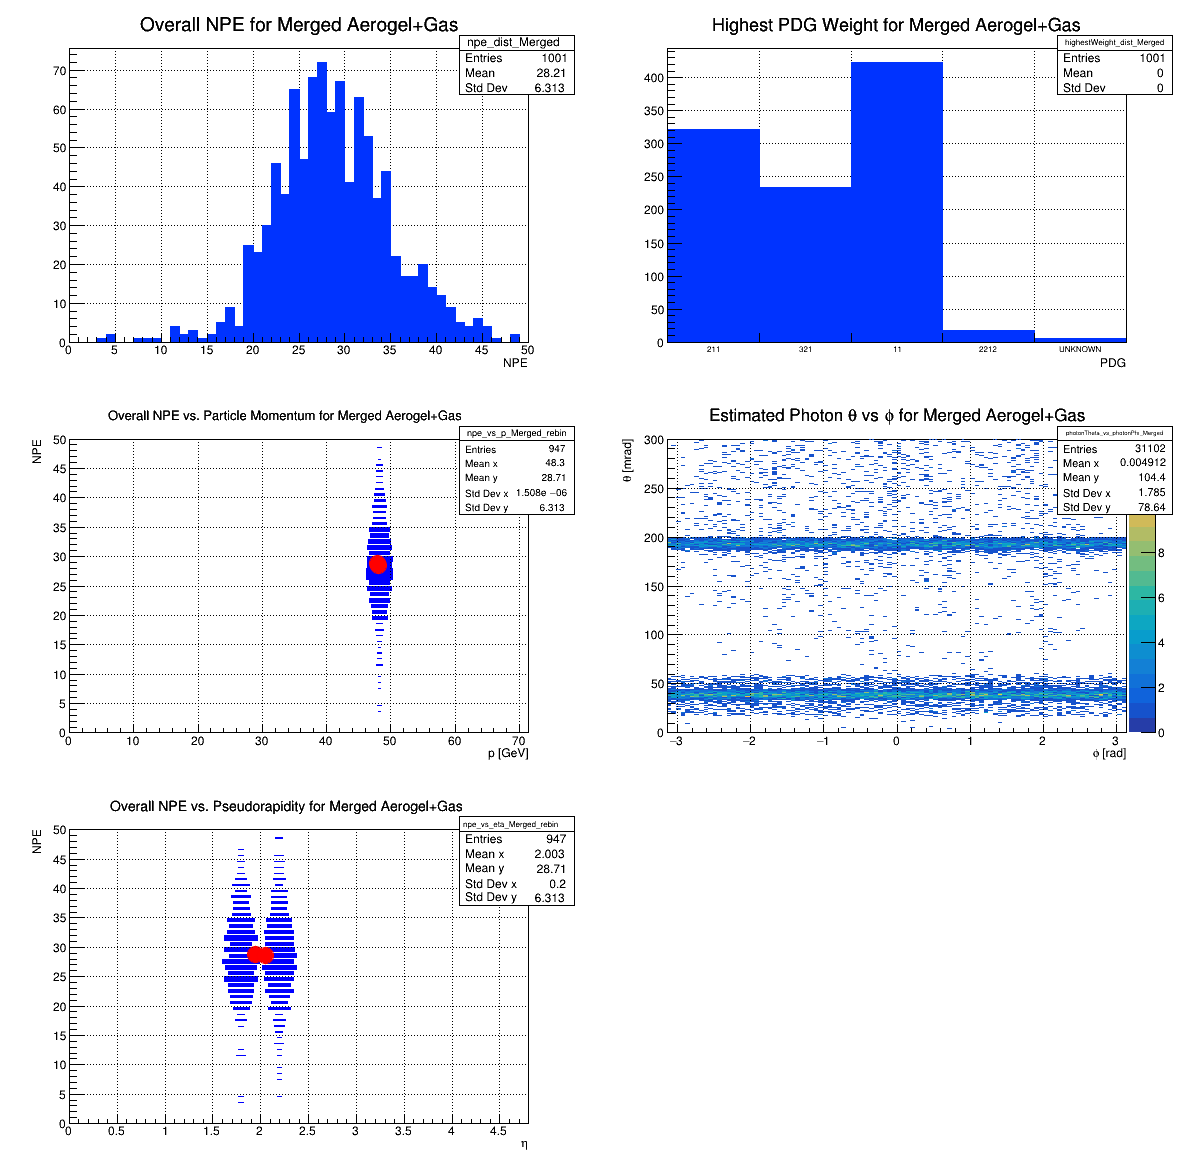 Overall NPE for Merged Aerogel+Gas
npe_dist_Merged
Entries 1001
Mean 28.21
Std Dev 6.313
70
60
50
40
30
20
10
0
0 5 10 15 20 25 30 35 40 45 50
NPE
Highest PDG Weight for Merged Aerogel+Gas
highestWeight_dist_Merged
Entries 1001
Mean 0
Std Dev 0
400
350
300
250
200
150
100
50
0
211 321 11 2212 UNKNOWN
PDG
Overall NPE vs. Particle Momentum for Merged Aerogel+Gas
npe_vs_p_Merged_rebin
Entries 947
Mean x 48.3
Mean y 28.71
Std Dev x 1.508e −06
Std Dev y 6.313
NPE
50
45
40
35
30
25
20
15
10
5
0
0 10 20 30 40 50 60 70
p [GeV]
Estimated Photon θ vs ϕ for Merged Aerogel+Gas
photonTheta_vs_photonPhi_Merged
Entries 31102
Mean x 0.004912
Mean y 104.4
Std Dev x 1.785
Std Dev y 78.64
θ [mrad]
300
250
200
150
100
50
0
−3 −2 −1 0 1 2 3
ϕ [rad]
8
6
4
2
0
Overall NPE vs. Pseudorapidity for Merged Aerogel+Gas
npe_vs_eta_Merged_rebin
Entries 947
Mean x 2.003
Mean y 28.71
Std Dev x 0.2
Std Dev y 6.313
NPE
50
45
40
35
30
25
20
15
10
5
0
0 0.5 1 1.5 2 2.5 3 3.5 4 4.5
η